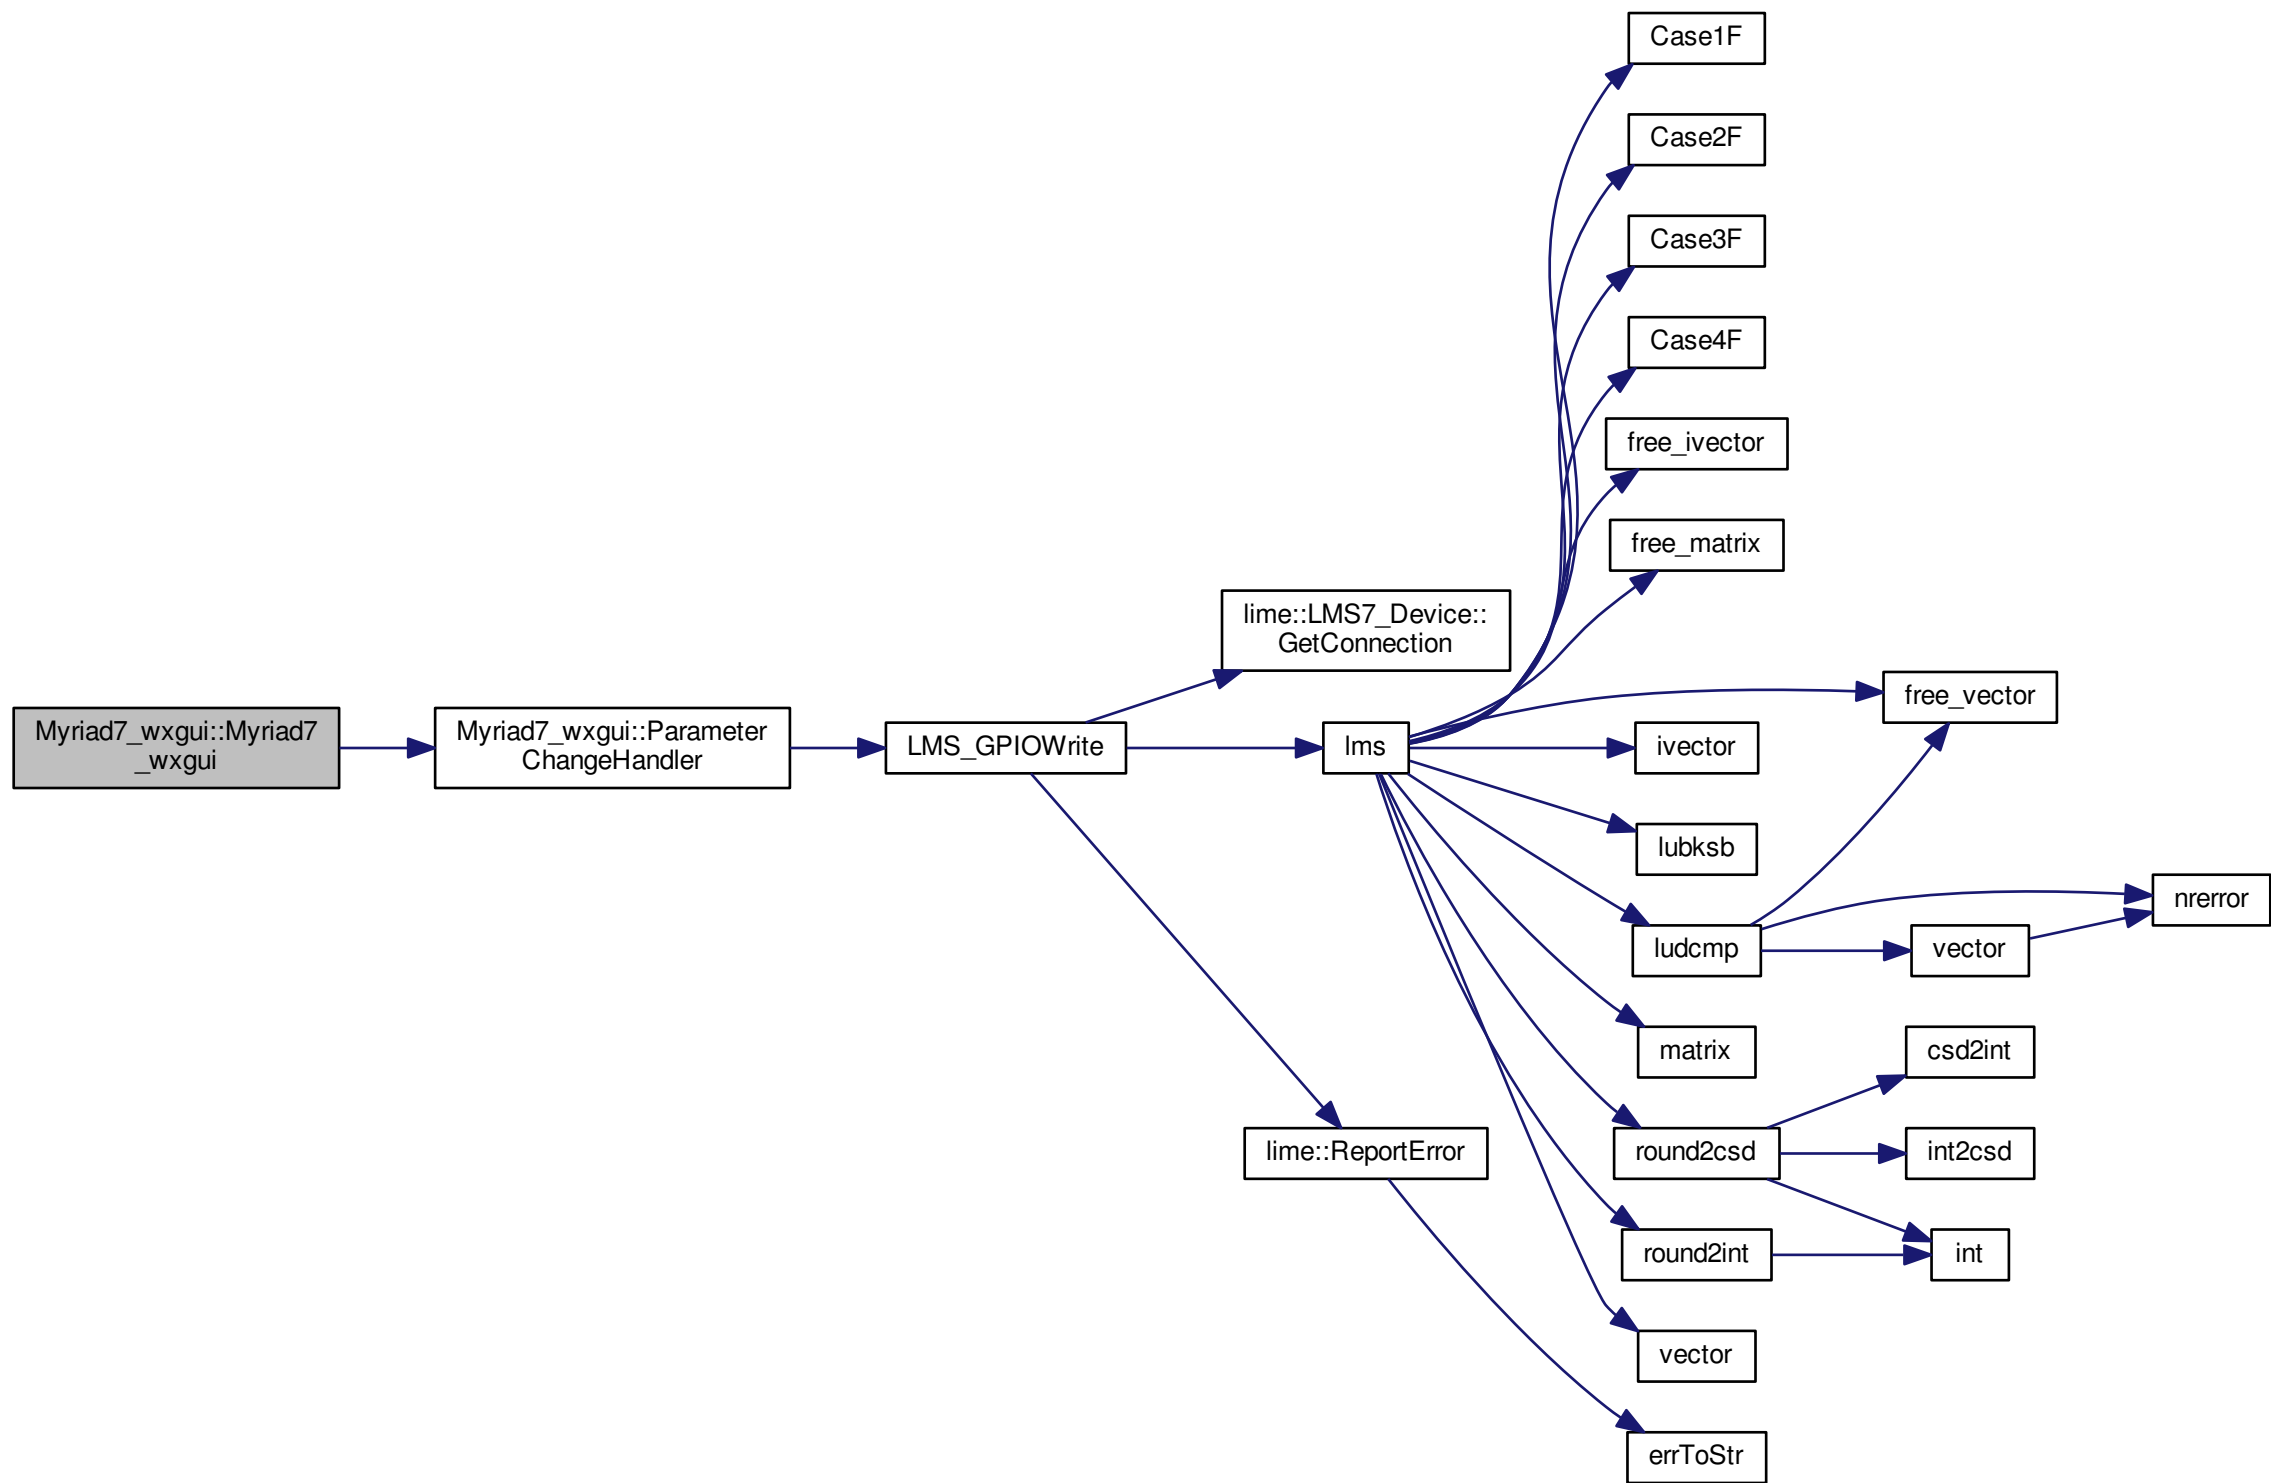 Case1F
Case2F
Case3F
Case4F
free_ivector
free_matrix
lime::LMS7_Device::
GetConnection
free_vector
Myriad7_wxgui::Myriad7
_wxgui
Myriad7_wxgui::Parameter
ChangeHandler
LMS_GPIOWrite
lms
ivector
lubksb
nrerror
ludcmp
vector
matrix
csd2int
lime::ReportError
round2csd
int2csd
round2int
int
vector
errToStr